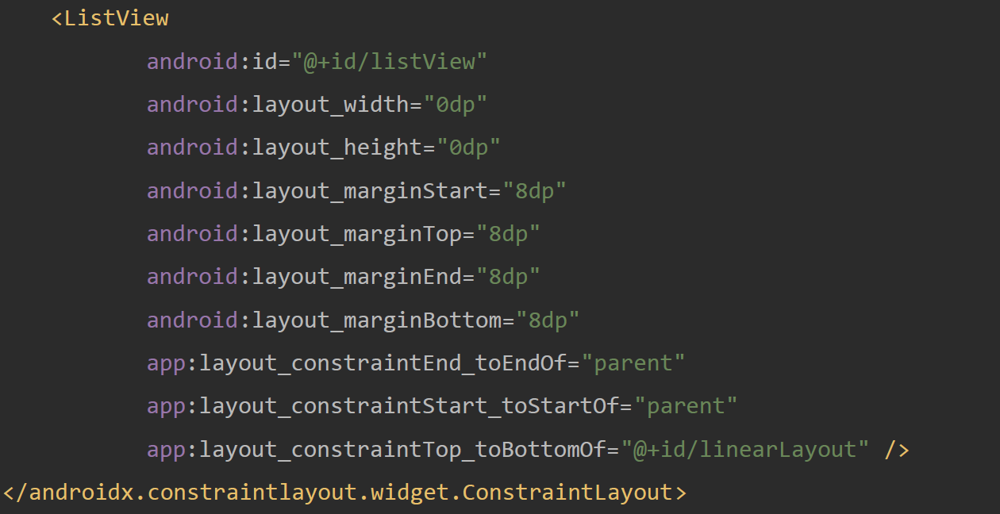 <ListView
android:id="@+id/listView"
android:layout_width="0dp"
android:layout_height="0dp"
android:layout_marginStart="8dp"
android:layout_marginTop="8dp"
android:layout_marginEnd="8dp"
android:layout_marginBottom="8dp"
app:layout_constraintEnd_toEndOf="parent"
app:layout_constraintStart_toStartOf="parent"
app:layout_constraintTop_toBottomOf="@+id/linearLayout" />
</androidx.constraintlayout.widget.ConstraintLayout>